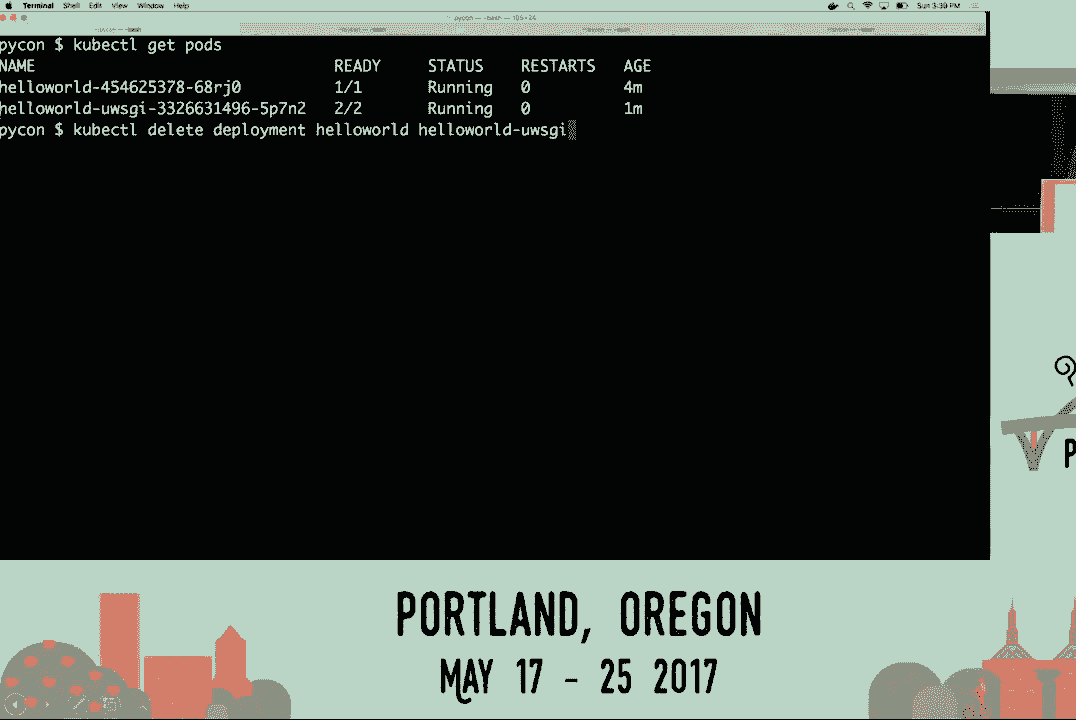 Terminal Shell Edit View Window Help Sun 3:39 PM
pycon — -bash — 105×24
pycon $ kubectl get pods
NAME READY STATUS RESTARTS AGE
helloworld-454625378-68rj0 1/1 Running 0 4m
helloworld-uwsgi-3326631496-5p7n2 2/2 Running 0 1m
pycon $ kubectl delete deployment helloworld helloworld-uwsgi
P
PORTLAND, OREGON
MAY 17 - 25 2017